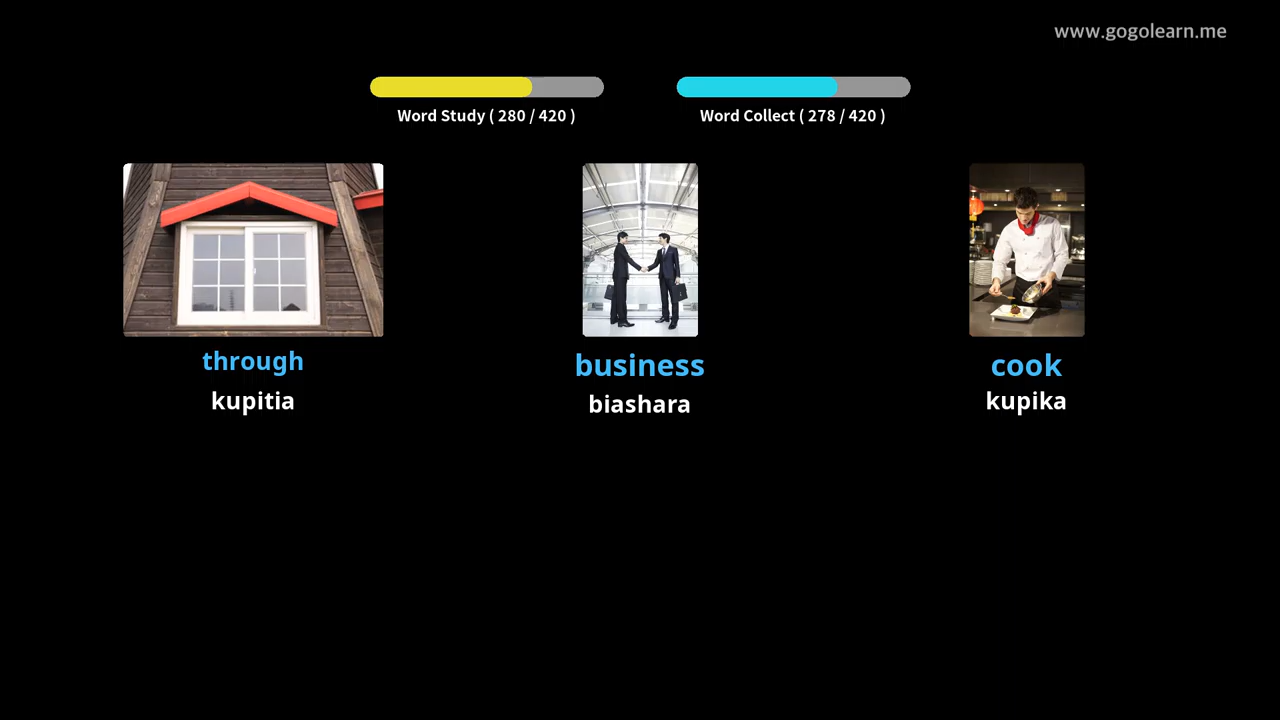 www.gogolearn.me
Word Study ( 280 / 420 )
Word Collect ( 278 / 420 )
through
kupitia
business
biashara
cook
kupika